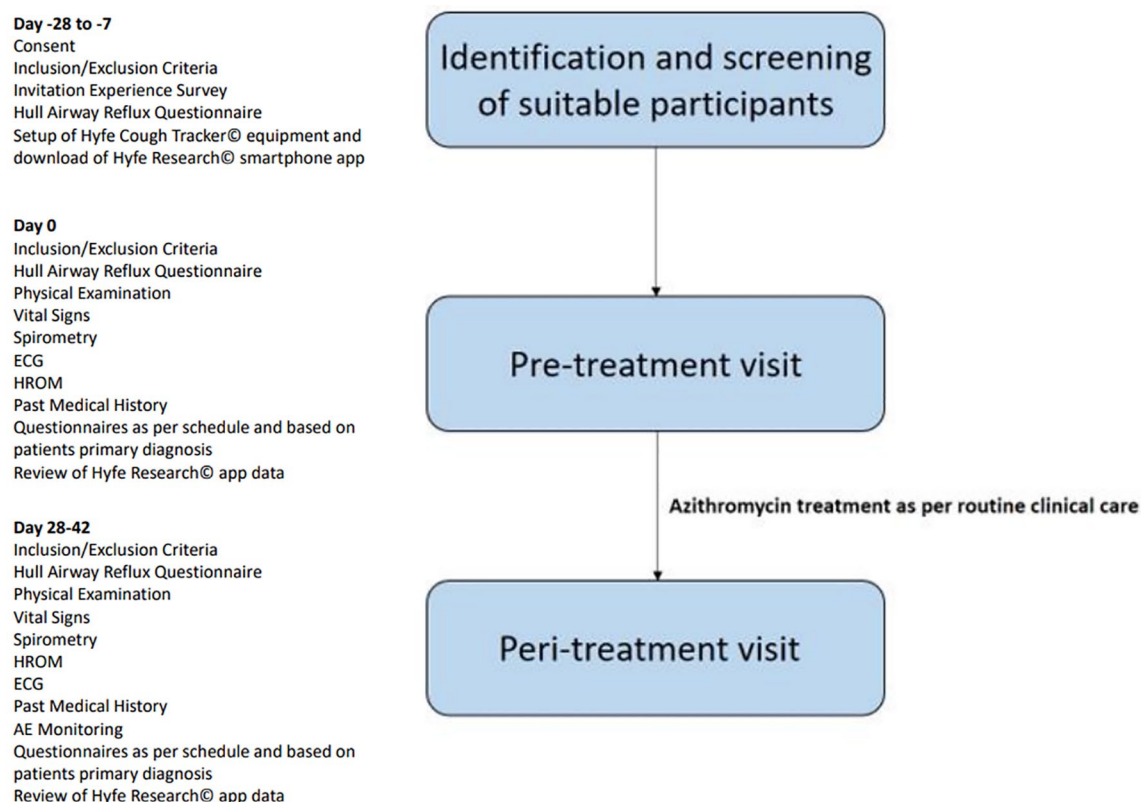 Day -28 to -7
Consent
Inclusion/Exclusion Criteria
Invitation Experience Survey
Hull Airway Reflux Questionnaire
Setup of Hyfe Cough Tracker© equipment and
download of Hyfe Research© smartphone app
Identification and screening
of suitable participants
Day 0
Inclusion/Exclusion Criteria
Hull Airway Reflux Questionnaire
Physical Examination
Vital Signs
Spirometry
ECG
HROM
Past Medical History
Questionnaires as per schedule and based on
patients primary diagnosis
Review of Hyfe Research© app data
Pre-treatment visit
Azithromycin treatment as per routine clinical care
Day 28-42
Inclusion/Exclusion Criteria
Hull Airway Reflux Questionnaire
Physical Examination
Vital Signs
Spirometry
HROM
ECG
Past Medical History
AE Monitoring
Questionnaires as per schedule and based on
patients primary diagnosis
Review of Hyfe Research© app data
Peri-treatment visit